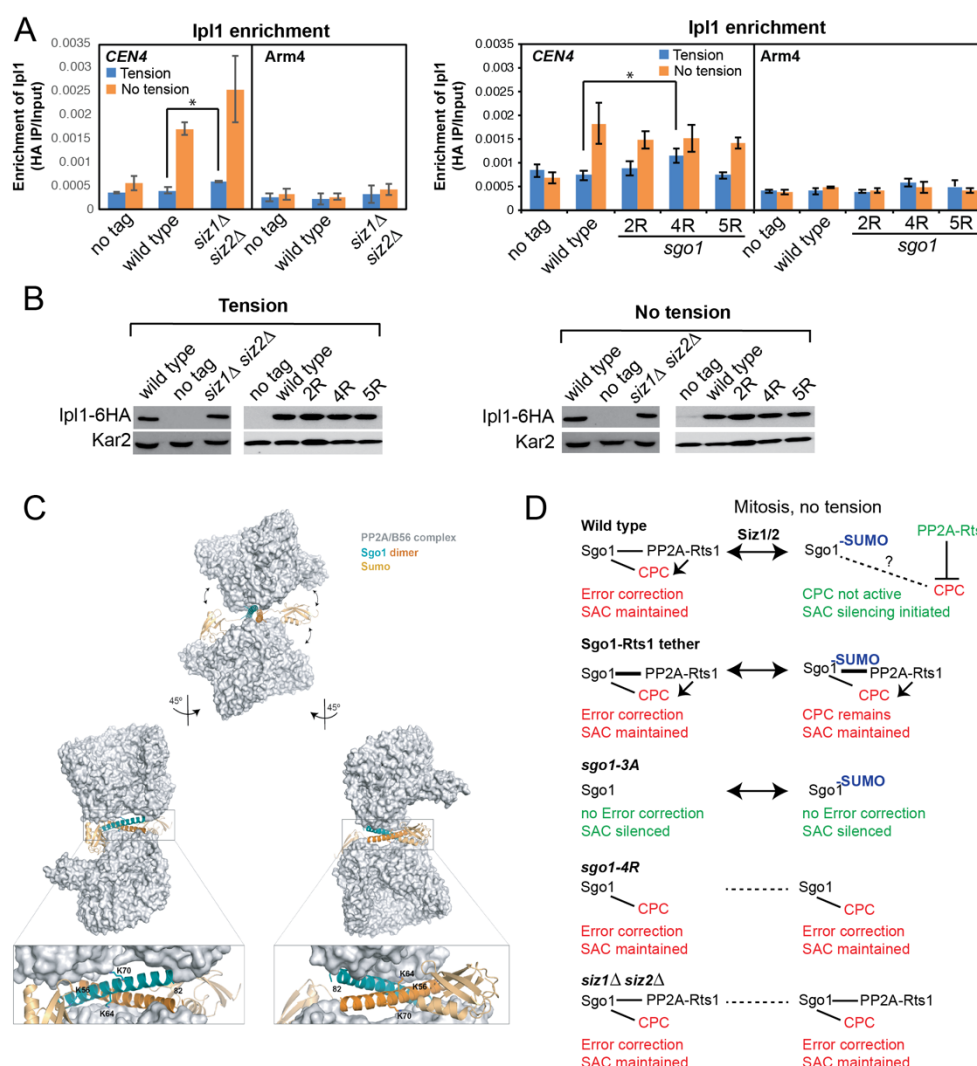 A
Ipl1 enrichment
Enrichment of Ipl1
(HA IP/Input)
0.0035
0.003
0.0025
0.002
0.0015
0.001
0.0005
0
CEN4
Tension
No tension
*
Arm4
no tag
wild type
siz1Δ
siz2Δ
no tag
wild type
siz1Δ
siz2Δ
Ipl1 enrichment
Enrichment of Ipl1
(HA IP/Input)
0.0035
0.003
0.0025
0.002
0.0015
0.001
0.0005
0
CEN4
Tension
No tension
*
Arm4
no tag
wild type
2R 4R 5R
sgo1
no tag
wild type
2R 4R 5R
sgo1
B
Tension
wild type
no tag
siz1Δ siz2Δ
no tag
wild type
2R
4R
5R
Ipl1-6HA
Kar2
No tension
wild type
no tag
siz1Δ siz2Δ
no tag
wild type
2R
4R
5R
Ipl1-6HA
Kar2
C
PP2A/B56 complex
Sgo1 dimer
Sumo
45º
45º
K70
K56
K64
82
82
K64
K56
K70
D
Mitosis, no tension
Wild type
Siz1/2
Sgo1 PP2A-Rts1
CPC
Error correction
SAC maintained
Sgo1 -SUMO
PP2A-Rts
?
CPC
CPC not active
SAC silencing initiated
Sgo1-Rts1 tether
Sgo1 PP2A-Rts1
CPC
Error correction
SAC maintained
-SUMO
Sgo1 PP2A-Rts1
CPC
CPC remains
SAC maintained
sgo1-3A
Sgo1
no Error correction
SAC silenced
Sgo1 -SUMO
no Error correction
SAC silenced
sgo1-4R
Sgo1
CPC
Error correction
SAC maintained
Sgo1
CPC
Error correction
SAC maintained
siz1Δ siz2Δ
Sgo1 PP2A-Rts1
CPC
Error correction
SAC maintained
Sgo1 PP2A-Rts1
CPC
Error correction
SAC maintained